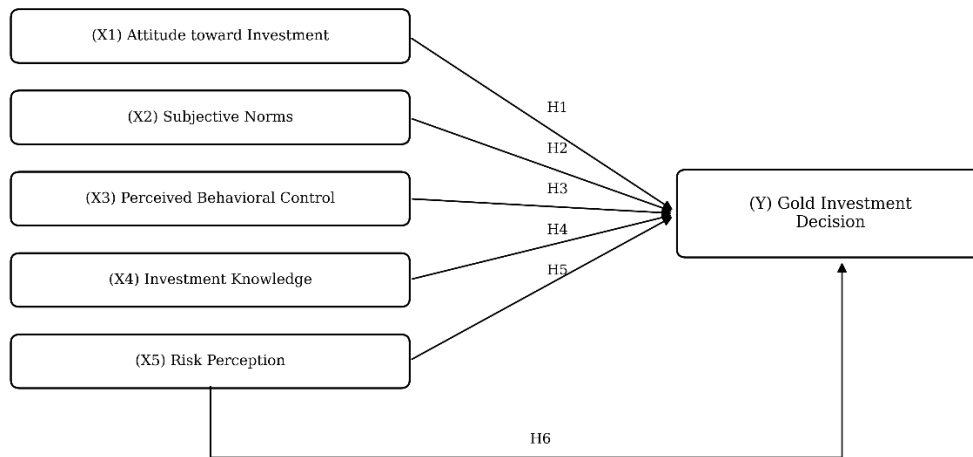 (X1) Attitude toward Investment
(X2) Subjective Norms
(X3) Perceived Behavioral Control
(X4) Investment Knowledge
(X5) Risk Perception
H1
H2
H3
H4
H5
(Y) Gold Investment
Decision
H6